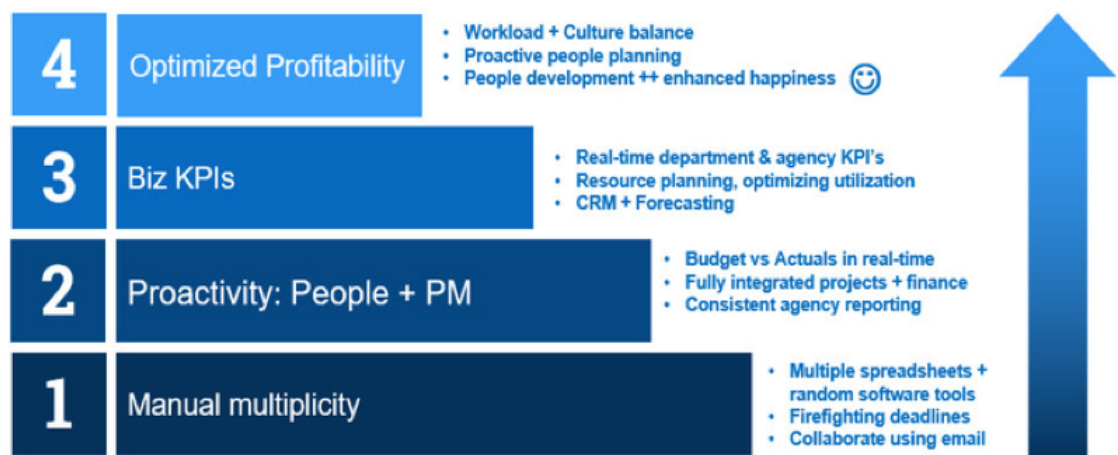 4
Optimized Profitability
• Workload + Culture balance
• Proactive people planning
• People development ++ enhanced happiness
3
Biz KPIs
• Real-time department & agency KPI's
• Resource planning, optimizing utilization
• CRM + Forecasting
2
Proactivity: People + PM
• Budget vs Actuals in real-time
• Fully integrated projects + finance
• Consistent agency reporting
1
Manual multiplicity
• Multiple spreadsheets +
random software tools
• Firefighting deadlines
• Collaborate using email